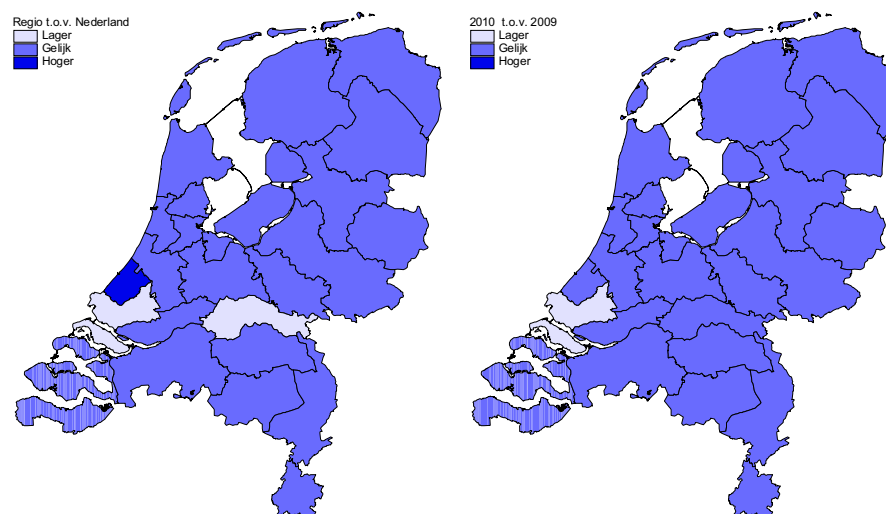 Regio t.o.v. Nederland
Lager
Gelijk
Hoger
2010 t.o.v. 2009
Lager
Gelijk
Hoger